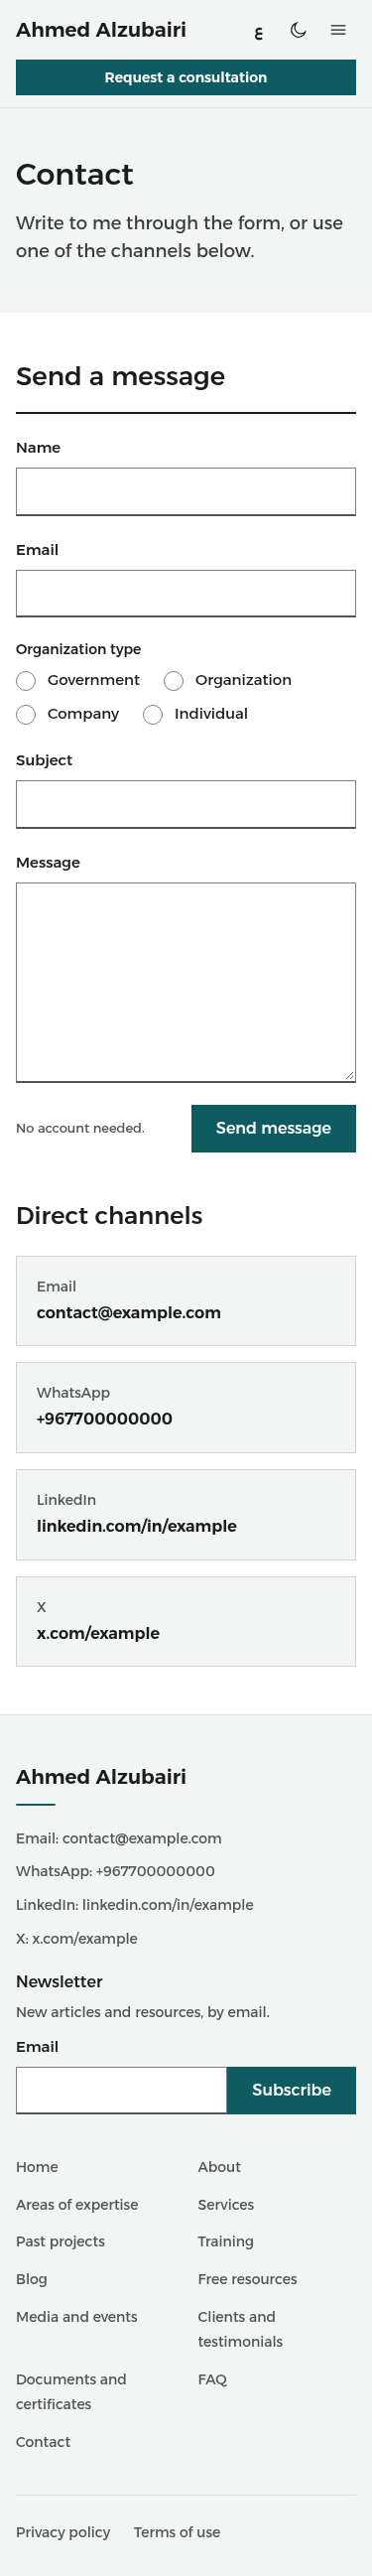 Ahmed Alzubairi
ع
Request a consultation
Contact
Write to me through the form, or use
one of the channels below.
Send a message
Name
Email
Organization type
Government Organization
Company Individual
Subject
Message
No account needed. Send message
Direct channels
Email
contact@example.com
WhatsApp
+967700000000
LinkedIn
linkedin.com/in/example
X
x.com/example
Ahmed Alzubairi
Email: contact@example.com
WhatsApp: +967700000000
LinkedIn: linkedin.com/in/example
X: x.com/example
Newsletter
New articles and resources, by email.
Email
Subscribe
Home About
Areas of expertise Services
Past projects Training
Blog Free resources
Media and events Clients and
testimonials
Documents and FAQ
certificates
Contact
Privacy policy Terms of use